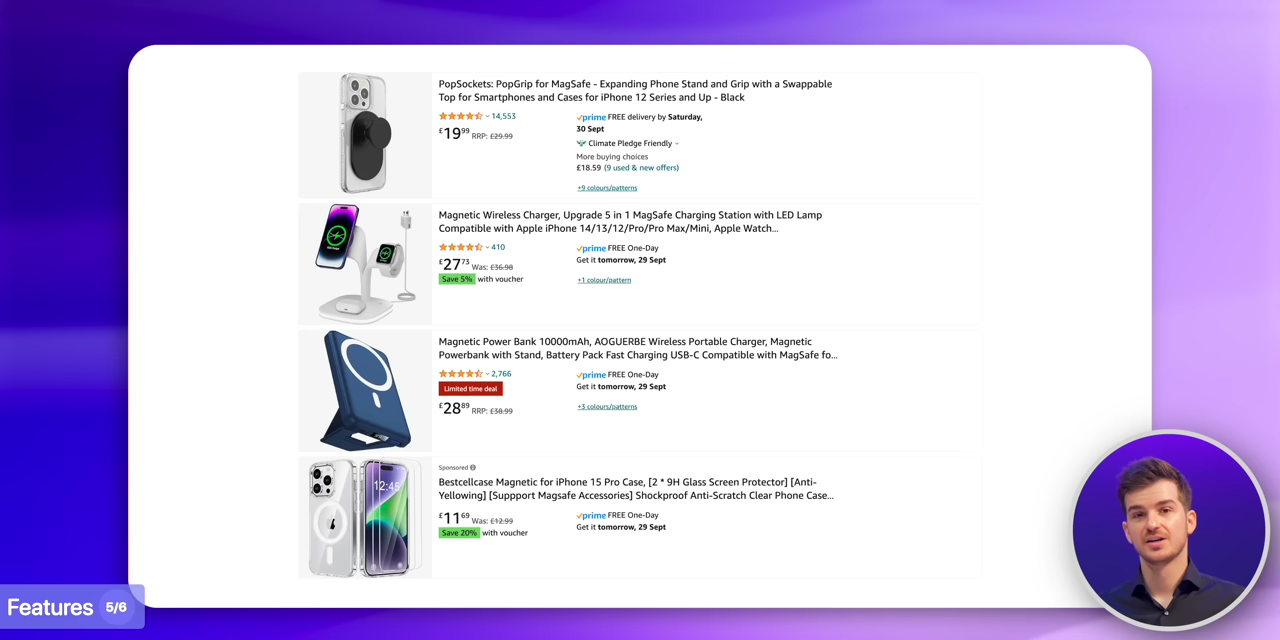 PopSockets: PopGrip for MagSafe - Expanding Phone Stand and Grip with a Swappable
Top for Smartphones and Cases for iPhone 12 Series and Up - Black
14,553
£19⁹⁹ RRP: £29.99
prime FREE delivery by Saturday,
30 Sept
Climate Pledge Friendly
More buying choices
£18.59 (9 used & new offers)
+9 colours/patterns
Magnetic Wireless Charger, Upgrade 5 in 1 MagSafe Charging Station with LED Lamp
Compatible with Apple iPhone 14/13/12/Pro/Pro Max/Mini, Apple Watch...
410
£27⁷³ Was: £36.98
Save 5% with voucher
prime FREE One-Day
Get it tomorrow, 29 Sept
+1 colour/pattern
Magnetic Power Bank 10000mAh, AOGUERBE Wireless Portable Charger, Magnetic
Powerbank with Stand, Battery Pack Fast Charging USB-C Compatible with MagSafe fo...
2,766
Limited time deal
£28⁸⁹ RRP: £38.99
prime FREE One-Day
Get it tomorrow, 29 Sept
+3 colours/patterns
12:45
Sponsored
Bestcellcase Magnetic for iPhone 15 Pro Case, [2 * 9H Glass Screen Protector] [Anti-
Yellowing] [Suppport Magsafe Accessories] Shockproof Anti-Scratch Clear Phone Case...
£11⁶⁹ Was: £12.99
Save 20% with voucher
prime FREE One-Day
Get it tomorrow, 29 Sept
Features 5/6